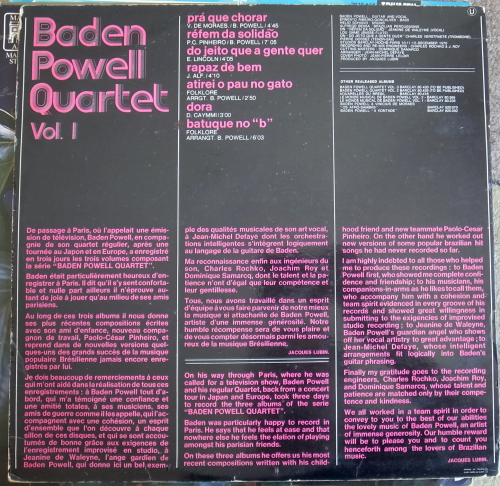 Baden
Powell
Quartet
Vol. I
prá que chorar
V. DE MORAES/B. POWELL/4'45
réfem da solidão
P.C. PINHEIRO/B. POWELL/7'05
do jeito que a gente quer
E. LINCOLN/4'05
rapaz de bem
J. ALF/4'10
atirei o pau no gato
FOLKLORE
ARRGT. B. POWELL/2'50
dora
D. CAYMMI/3'00
batuque no "b"
FOLKLORE
ARRANGT. B. POWELL/6'03
OTHER REALEASED ALBUMS
De passage à Paris, où l'appelait une émis-
sion de télévision, Baden Powell, en compa-
gnie de son quartet régulier, après une
tournée au Japon et en Europe, a enregistré
en trois jours les trois volumes composant
la série "BADEN POWELL QUARTET".
Baden était particulièrement heureux d'en-
registrer à Paris. Il dit qu'il s'y sent confortа-
ble et nulle part ailleurs il n'éprouve au-
tant de joie à jouer qu'au milieu de ses amis
parisiens.
Au long de ces trois albums il nous donne
ses plus récentes compositions écrites
avec son ami d'enfance, nouveau compa-
gnon de travail, Paolo-César Pinheiro, et
reprend dans de nouvelles versions quel-
ques-uns des grands succès de la musique
populaire Brésilienne jamais encore enre-
gistrés par lui.
Je dois beaucoup de remerciements à ceux
qui m'ont aidé dans la réalisation de tous ces
enregistrements : à Baden Powell tout d'a-
bord, qui m'a témoigné une confiance et
une amitié totales, à ses musiciens, ses
amis de guerre comme il les appelle, qui l'ac-
compagnent avec une cohésion, un esprit
d'ensemble que l'on découvre à chaque
sillon de ces disques, et qui se sont accou-
tumés de bonne grâce aux exigences de
l'enregistrement improvisé en studio, à
Janine de Waleyne, l'ange gardien de
Baden Powell, qui donne ici un bel exem-
ple des qualités musicales de son art vocal,
à Jean-Michel Defaye dont les orchestra-
tions intelligentes s'intègrent logiquement
au langage de la guitare de Baden.
Ma reconnaissance enfin aux ingénieurs du
son, Charles Rochko, Joachim Roy et
Dominique Samarcq, dont le talent et la pa-
tience n'ont d'égal que leur compétence et
leur gentillesse.
Tous, nous avons travaillé dans un esprit
d'équipe à vous faire parvenir de notre mieux
la musique si attachante de Baden Powell,
artiste d'une immense générosité. Notre
humble récompense sera de vous plaire et
de vous compter désormais parmi les amou-
reux de la musique Brésilienne.
JACQUES LUBIN.
On his way through Paris, where he was
called for a television show, Baden Powell
and his regular Quartet, back from a concert
tour in Japan and Europe, took three days
to record the three albums of the serie
"BADEN POWELL QUARTET".
Baden was particularly happy to record in
Paris. He says that he feels at ease and that
nowhere else he feels the elation of playing
amongst his parisian friends.
On these three albums he offers us his most
recent compositions written with his child-
hood friend and new teammate Paolo-Cesar
Pinheiro. On the other hand he worked out
new versions of some popular brazilian hit
songs he had never recorded so far.
I am highly indebted to all those who helped
me to produce these recordings : to Baden
Powell first, who showed me complete confi-
dence and friendship; to his musicians, his
companions-in-arms as he likes to call them,
who accompany him with a cohesion and
team spirit evidenced in every groove of his
records and showed great willingness in
submitting to the exigencies of improvised
studio recording ; to Jeanine de Waleyne,
Baden Powell's guardian angel who shows
off her vocal artistry to great advantage ; to
Jean-Michel Defaye, whose intelligent
arrangements fit logically into Baden's
guitar phrasing.
Finally my gratitude goes to the recording
engineers, Charles Rochko, Joachim Roy,
and Dominique Samarcq, whose talent and
patience are matched only by their compe-
tence and kindness.
We all worked in a team spirit in order to
convey to you to the best of our abilities
the lovely music of Baden Powell, an artist
of immense generosity. Our humble reward
will be to please you and to count you
henceforth among the lovers of Brazilian
music.
JACQUES LUBIN.